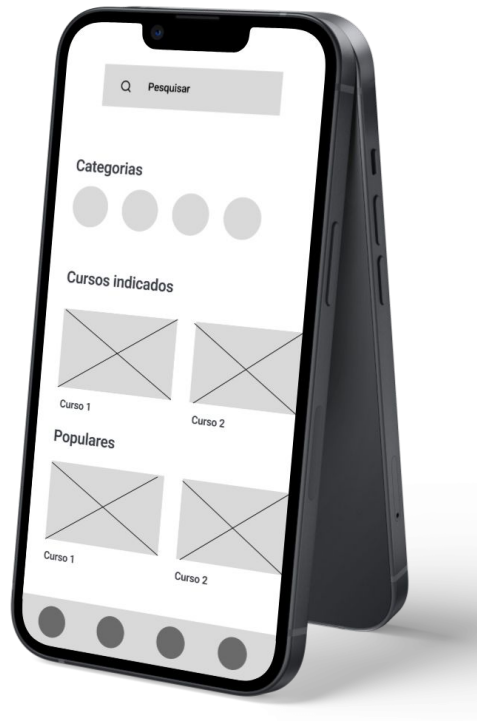 Pesquisar
Categorias
Cursos indicados
Curso 1
Curso 2
Populares
Curso 1
Curso 2